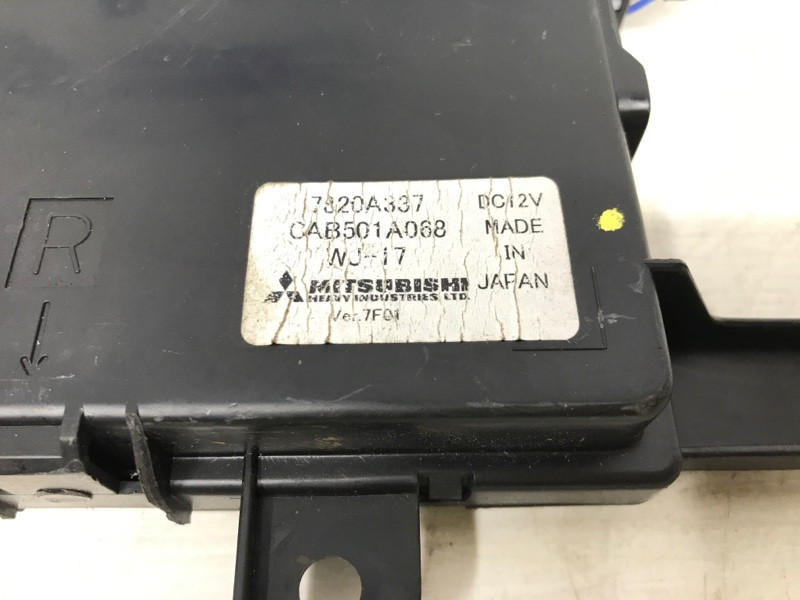 R
7820A337 DC12V
CAB501A068 MADE
WJ-17 IN
MITSUBISHI JAPAN
HEAVY INDUSTRIES, LTD.
Ver.7F01